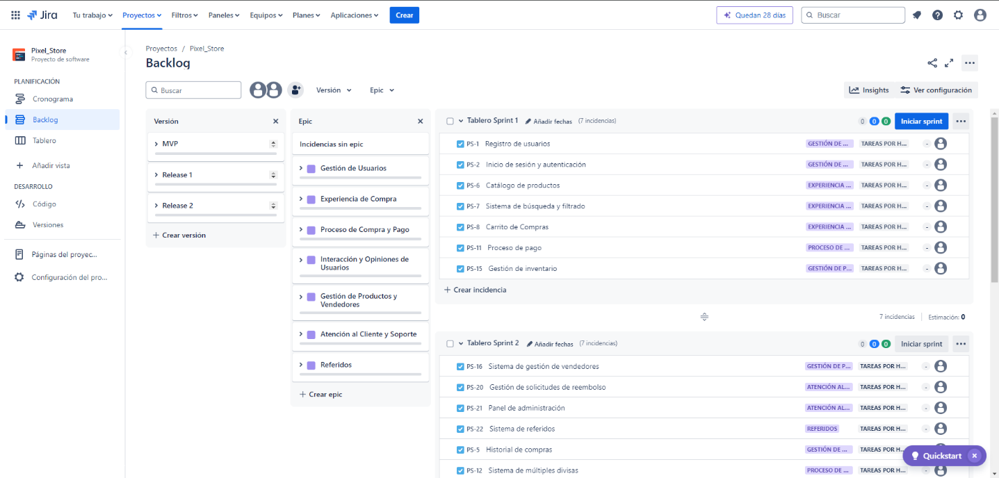 Jira Tu trabajo Proyectos Filtros Paneles Equipos Planes Aplicaciones Crear Quedan 28 días Buscar
Pixel_Store
Proyecto de software
PLANIFICACIÓN
Cronograma
Backlog
Tablero
Añadir vista
DESARROLLO
Código
Versiones
Páginas del proyec...
Configuración del pro...
Proyectos / Pixel_Store
Backlog
Buscar Versión Epic Insights Ver configuración
Versión
MVP
Release 1
Release 2
Crear versión
Epic
Incidencias sin epic
Gestión de Usuarios
Experiencia de Compra
Proceso de Compra y Pago
Interacción y Opiniones de
Usuarios
Gestión de Productos y
Vendedores
Atención al Cliente y Soporte
Referidos
Crear epic
Tablero Sprint 1 Añadir fechas (7 incidencias) 0 0 0 Iniciar sprint
PS-1 Registro de usuarios GESTIÓN DE ... TAREAS POR H... -
PS-2 Inicio de sesión y autenticación GESTIÓN DE ... TAREAS POR H... -
PS-6 Catálogo de productos EXPERIENCIA ... TAREAS POR H... -
PS-7 Sistema de búsqueda y filtrado EXPERIENCIA ... TAREAS POR H... -
PS-8 Carrito de Compras EXPERIENCIA ... TAREAS POR H... -
PS-11 Proceso de pago PROCESO DE ... TAREAS POR H... -
PS-15 Gestión de inventario GESTIÓN DE P... TAREAS POR H... -
Crear incidencia
7 incidencias Estimación: 0
Tablero Sprint 2 Añadir fechas (7 incidencias) 0 0 0 Iniciar sprint
PS-16 Sistema de gestión de vendedores GESTIÓN DE P... TAREAS POR H... -
PS-20 Gestión de solicitudes de reembolso ATENCIÓN AL... TAREAS POR H... -
PS-21 Panel de administración ATENCIÓN AL... TAREAS POR H... -
PS-22 Sistema de referidos REFERIDOS TAREAS POR H... -
PS-5 Historial de compras GESTIÓN DE ... TAREAS POR H...
PS-12 Sistema de múltiples divisas PROCESO DE ... TAREAS POR H... -
Quickstart